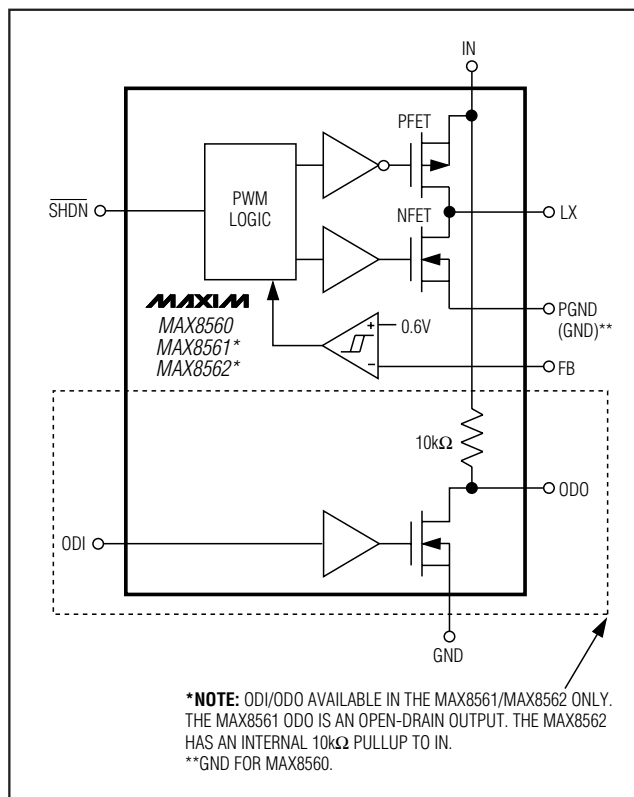 IN
PFET
PWM
LOGIC
SHDN
NFET
LX
MAXIM
MAX8560
MAX8561*
MAX8562*
+
0.6V
−
PGND
(GND)**
FB
10kΩ
ODO
ODI
GND
*NOTE: ODI/ODO AVAILABLE IN THE MAX8561/MAX8562 ONLY.
THE MAX8561 ODO IS AN OPEN-DRAIN OUTPUT. THE MAX8562
HAS AN INTERNAL 10kΩ PULLUP TO IN.
**GND FOR MAX8560.